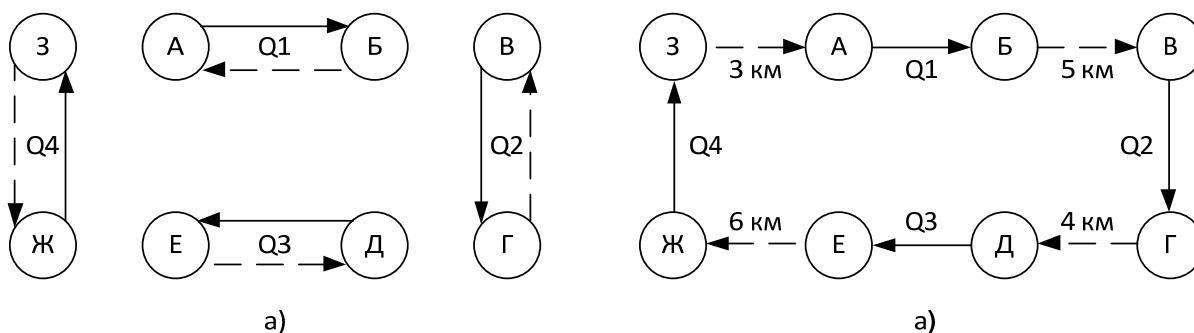 З А Б В З А Б В
Q1 3 км Q1 5 км
Q4 Q2 Q4 Q2
Q3 6 км Q3 4 км
Ж Е Д Г Ж Е Д Г
а) а)